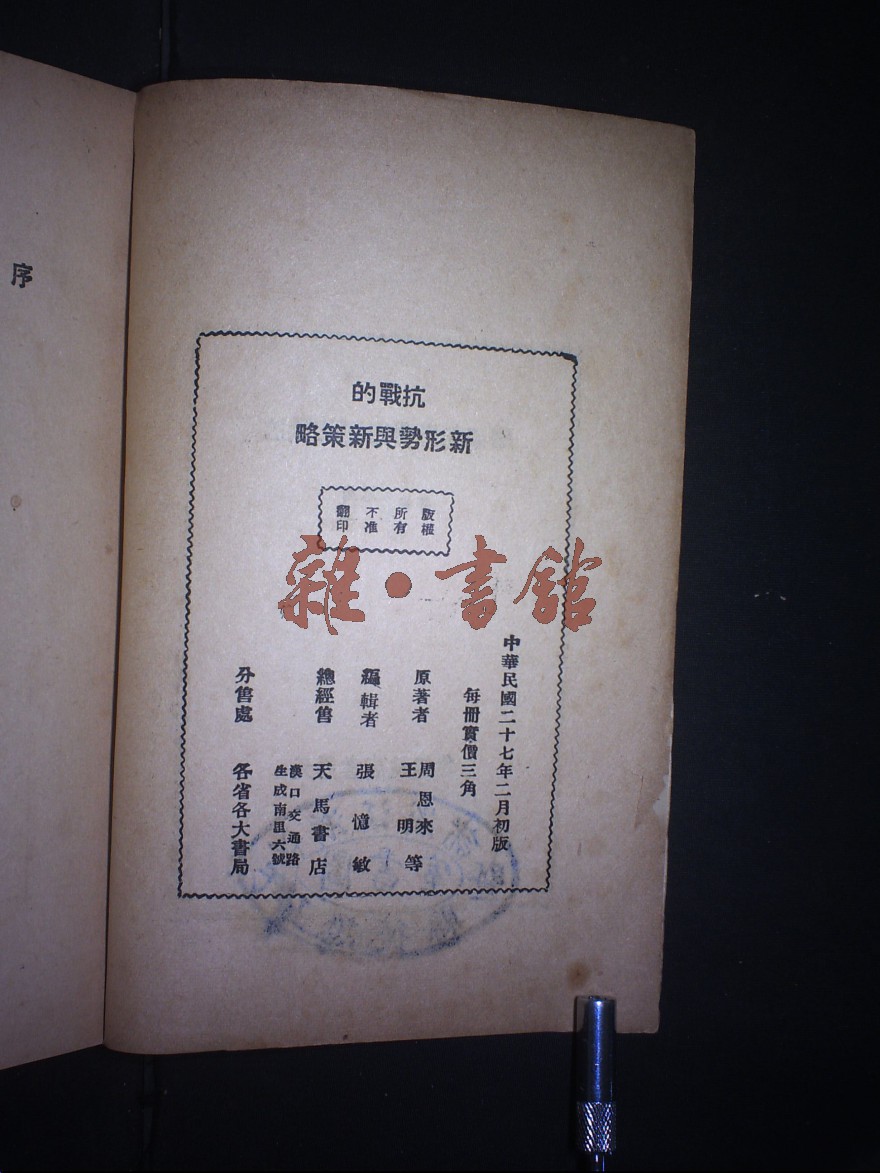 抗戰的
新形勢與新策略
版權
所有
不准
翻印
雜•書館
中華民國二十七年二月初版
每冊實價三角
原著者 周恩來 王明等
編輯者 張憶敏
總經售 天馬書店
漢口交通路
生成南里六號
分售處 各省各大書局
序